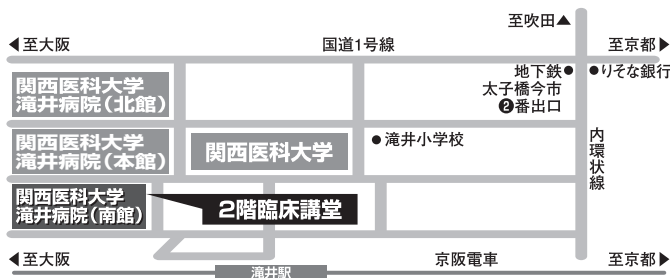 至吹田▲
◀至大阪
国道1号線
至京都▶
地下鉄●
●りそな銀行
太子橋今市
❷番出口
関西医科大学
滝井病院(北館)
関西医科大学
滝井病院(本館)
関西医科大学
●滝井小学校
内環状線
関西医科大学
滝井病院(南館)
2階臨床講堂
◀至大阪
京阪電車
至京都▶
滝井駅